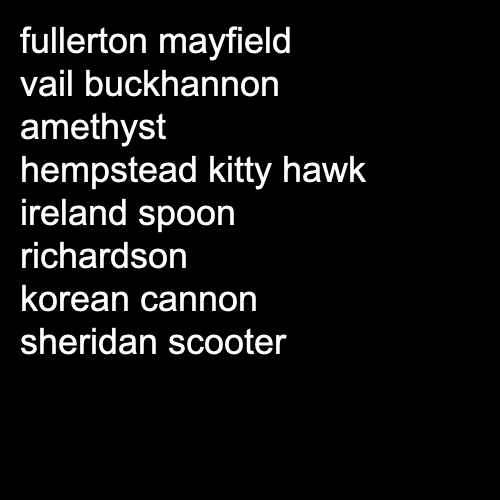 fullerton mayfield
vail buckhannon
amethyst
hempstead kitty hawk
ireland spoon
richardson
korean cannon
sheridan scooter